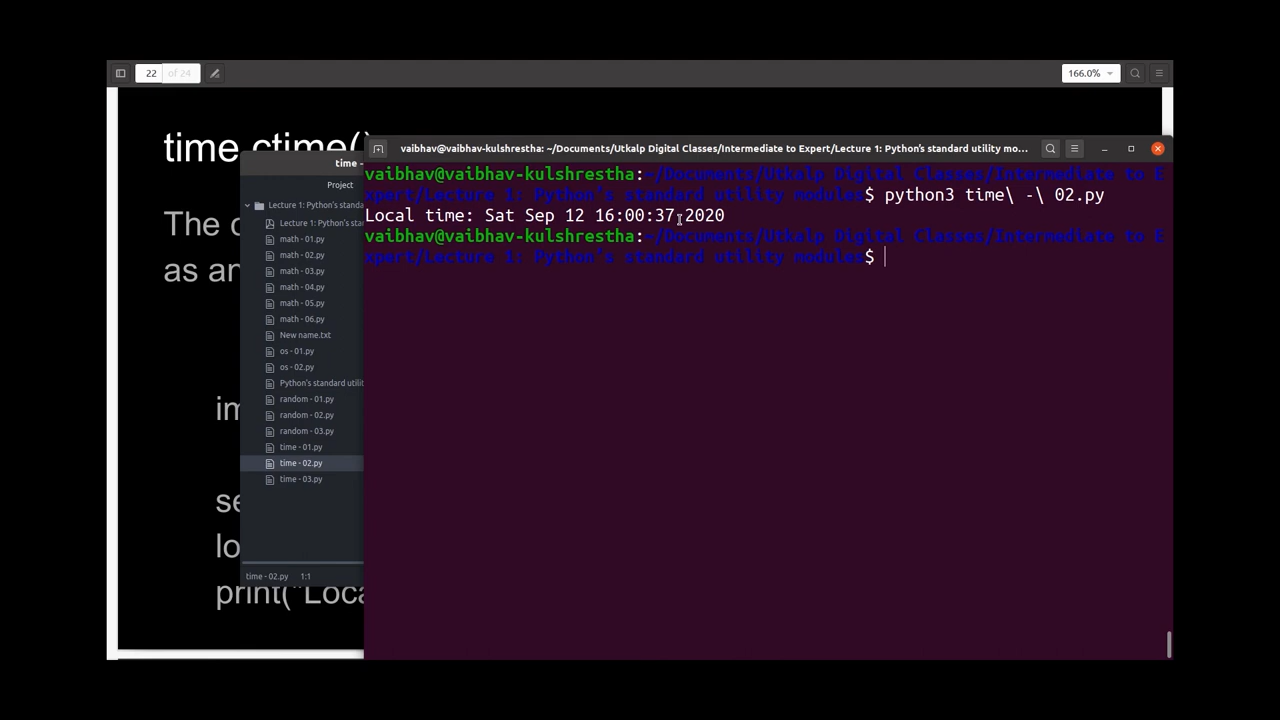 22 of 24
166.0%
time.ctime()
vaibhav@vaibhav-kulshrestha: ~/Documents/Utkalp Digital Classes/Intermediate to Expert/Lecture 1: Python's standard utility mo...
vaibhav@vaibhav-kulshrestha:~/Documents/Utkalp Digital Classes/Intermediate to E
xpert/Lecture 1: Python's standard utility modules$ python3 time\ -\ 02.py
Local time: Sat Sep 12 16:00:37 2020
vaibhav@vaibhav-kulshrestha:~/Documents/Utkalp Digital Classes/Intermediate to E
xpert/Lecture 1: Python's standard utility modules$
time -
Project
Lecture 1: Python's standa
Lecture 1: Python's sta
math - 01.py
math - 02.py
math - 03.py
math - 04.py
math - 05.py
math - 06.py
New name.txt
os - 01.py
os - 02.py
Python's standard utilit
random - 01.py
random - 02.py
random - 03.py
time - 01.py
time - 02.py
time - 03.py
time - 02.py 1:1
The
as an
im
se
lo
print("Loca